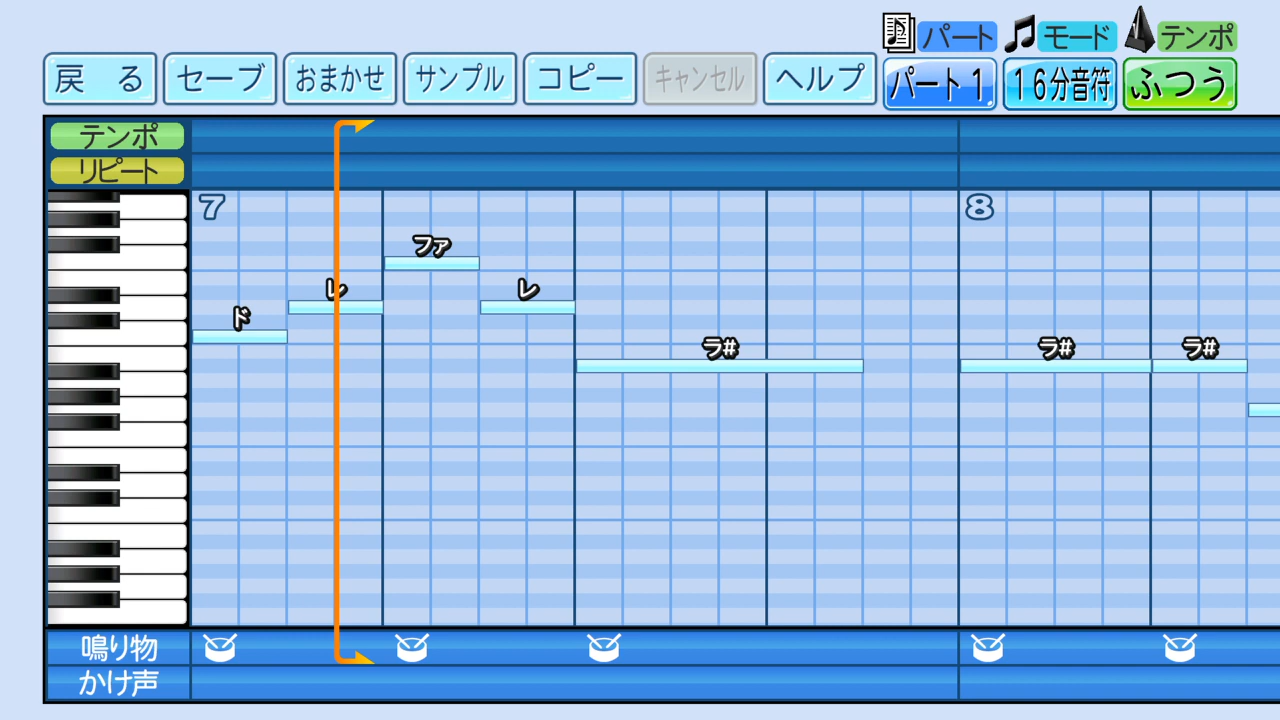 パート モード テンポ
戻る セーブ おまかせ サンプル コピー キャンセル ヘルプ パート1 16分音符 ふつう
テンポ
リピート
7 8
ファ
レ レ
ド
ラ# ラ# ラ#
鳴り物
かけ声